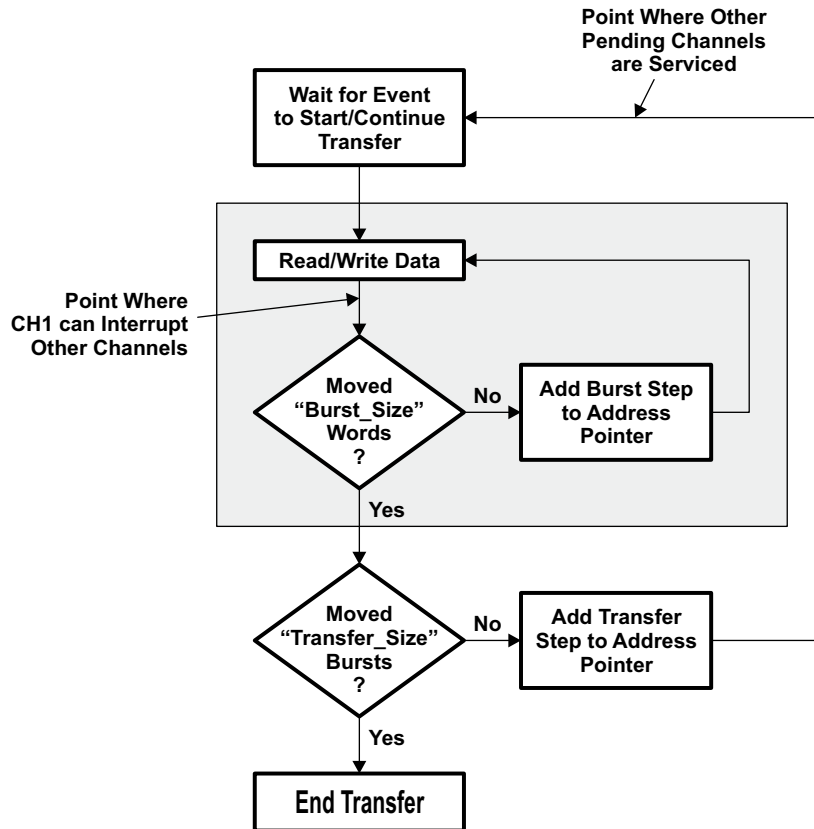 Point Where Other
Pending Channels
are Serviced
Wait for Event
to Start/Continue
Transfer
Read/Write Data
Point Where
CH1 can Interrupt
Other Channels
Moved
“Burst_Size”
Words
?
No
Add Burst Step
to Address
Pointer
Yes
Moved
“Transfer_Size”
Bursts
?
No
Add Transfer
Step to Address
Pointer
Yes
End Transfer